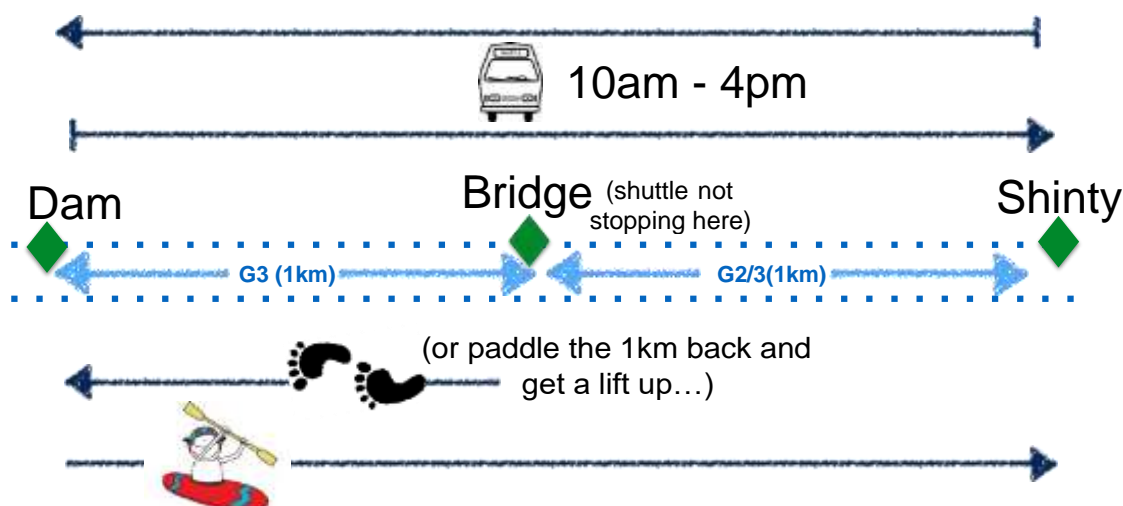 10am - 4pm
Dam
Bridge (shuttle not
stopping here)
Shinty
G3 (1km)
G2/3(1km)
(or paddle the 1km back and
get a lift up…)